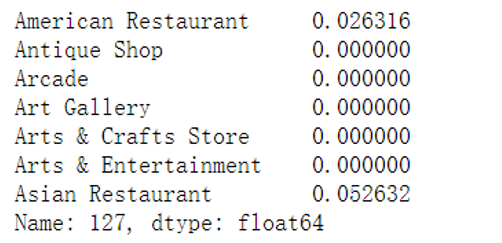 American Restaurant 0.026316
Antique Shop 0.000000
Arcade 0.000000
Art Gallery 0.000000
Arts & Crafts Store 0.000000
Arts & Entertainment 0.000000
Asian Restaurant 0.052632
Name: 127, dtype: float64